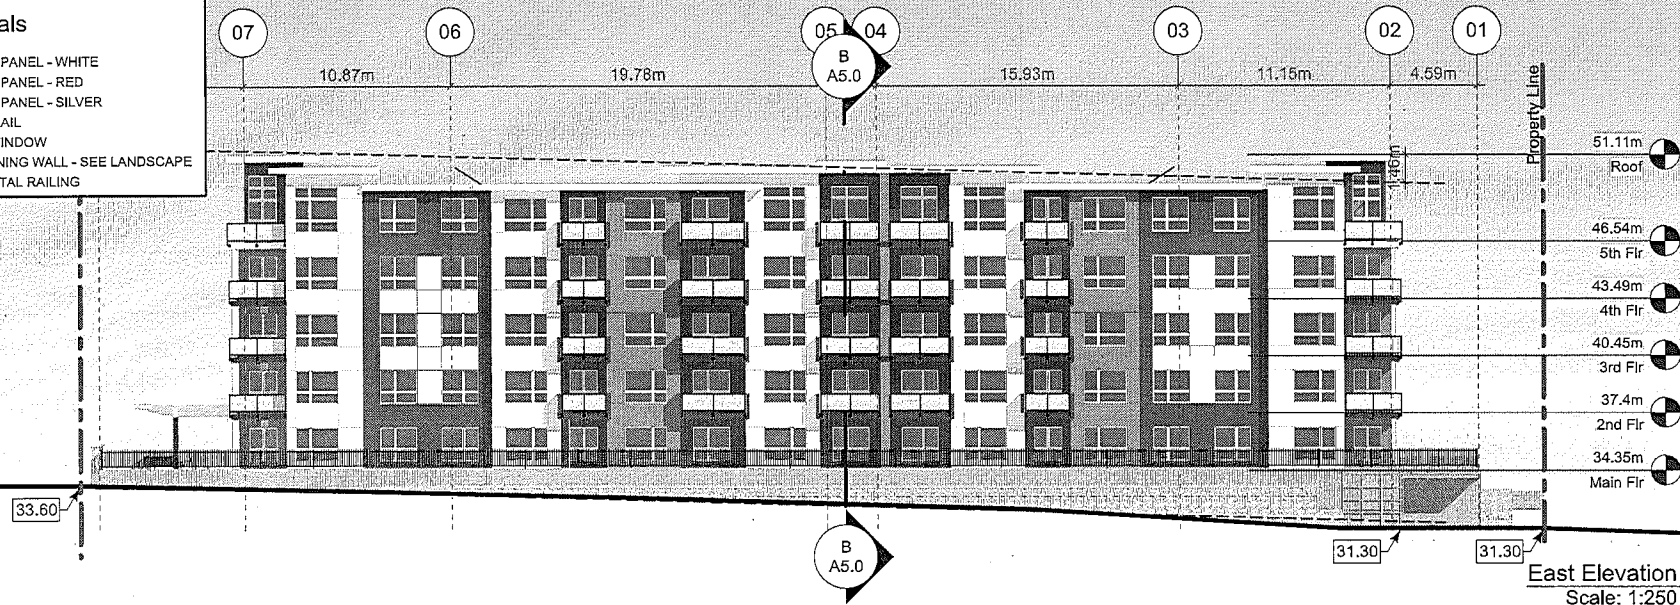 als
PANEL - WHITE
PANEL - RED
PANEL - SILVER
AIL
INDOW
NING WALL - SEE LANDSCAPE
TAL RAILING
07 06 05 04 03 02 01
B
A5.0
10.87m 19.78m 15.93m 11.15m 4.59m
Property Line
1.46m
51.11m
Roof
46.54m
5th Flr
43.49m
4th Flr
40.45m
3rd Flr
37.4m
2nd Flr
34.35m
Main Flr
33.60
B
A5.0
31.30 31.30
East Elevation
Scale: 1:250